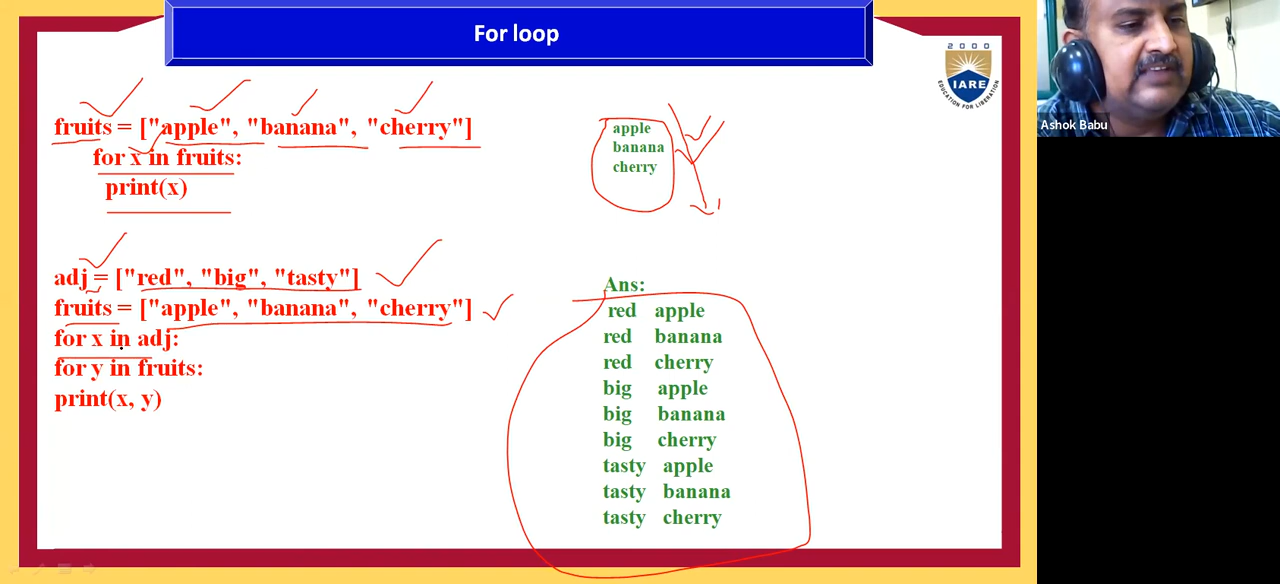 For loop
2000
IARE
EDUCATION FOR LIBERATION
Ashok Babu
fruits = ["apple", "banana", "cherry"]
for x in fruits:
print(x)
apple
banana
cherry
adj = ["red", "big", "tasty"]
fruits = ["apple", "banana", "cherry"]
for x in adj:
for y in fruits:
print(x, y)
Ans:
red apple
red banana
red cherry
big apple
big banana
big cherry
tasty apple
tasty banana
tasty cherry